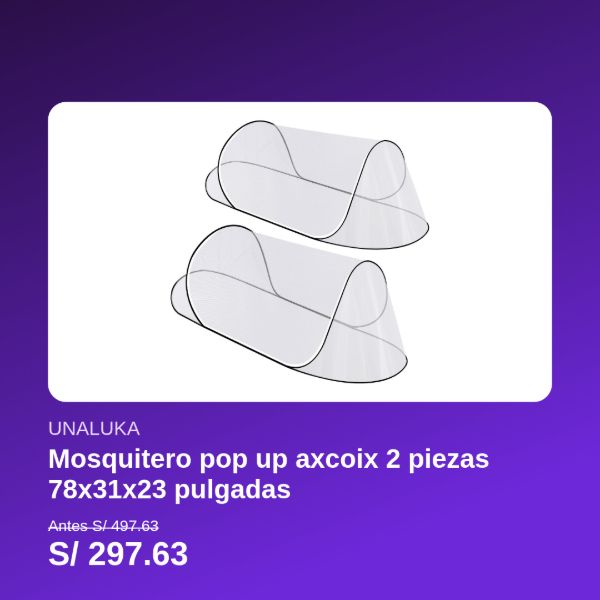 UNALUKA
Mosquitero pop up axcoix 2 piezas
78x31x23 pulgadas
Antes S/ 497.63
S/ 297.63